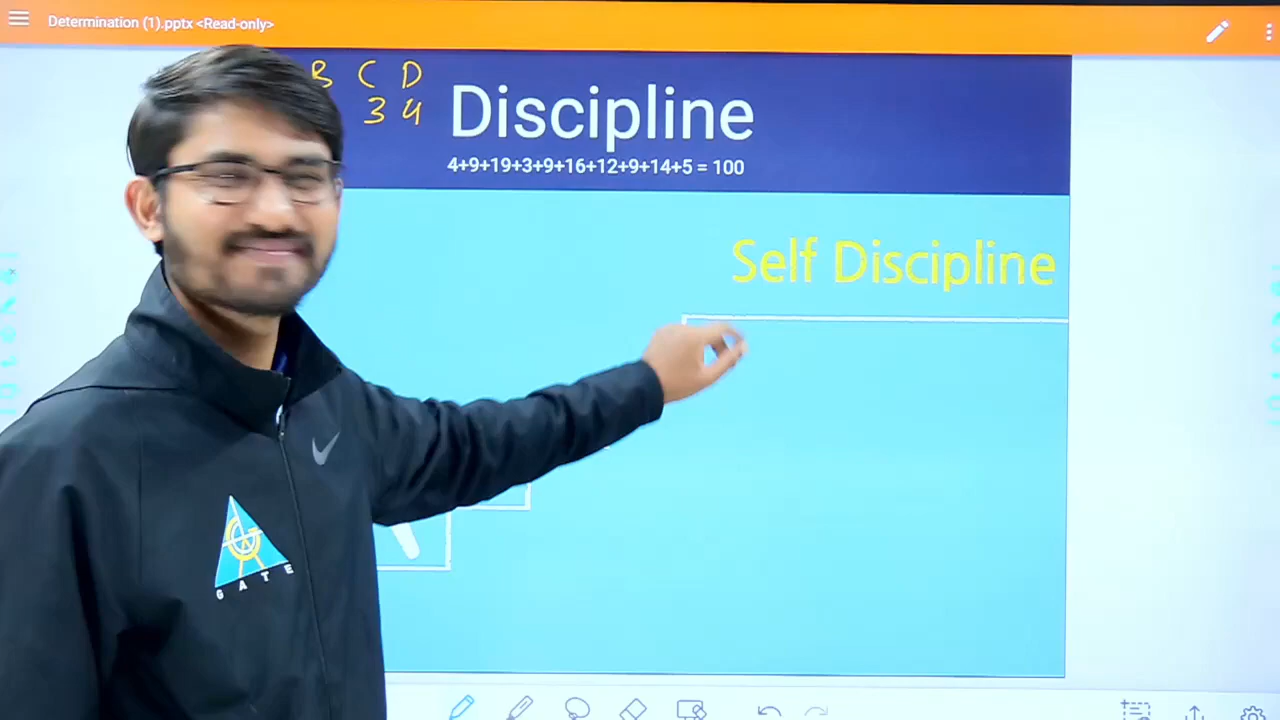 Determination (1).pptx <Read-only>
B C D
3 4
Discipline
4+9+19+3+9+16+12+9+14+5 = 100
Self Discipline
GATE